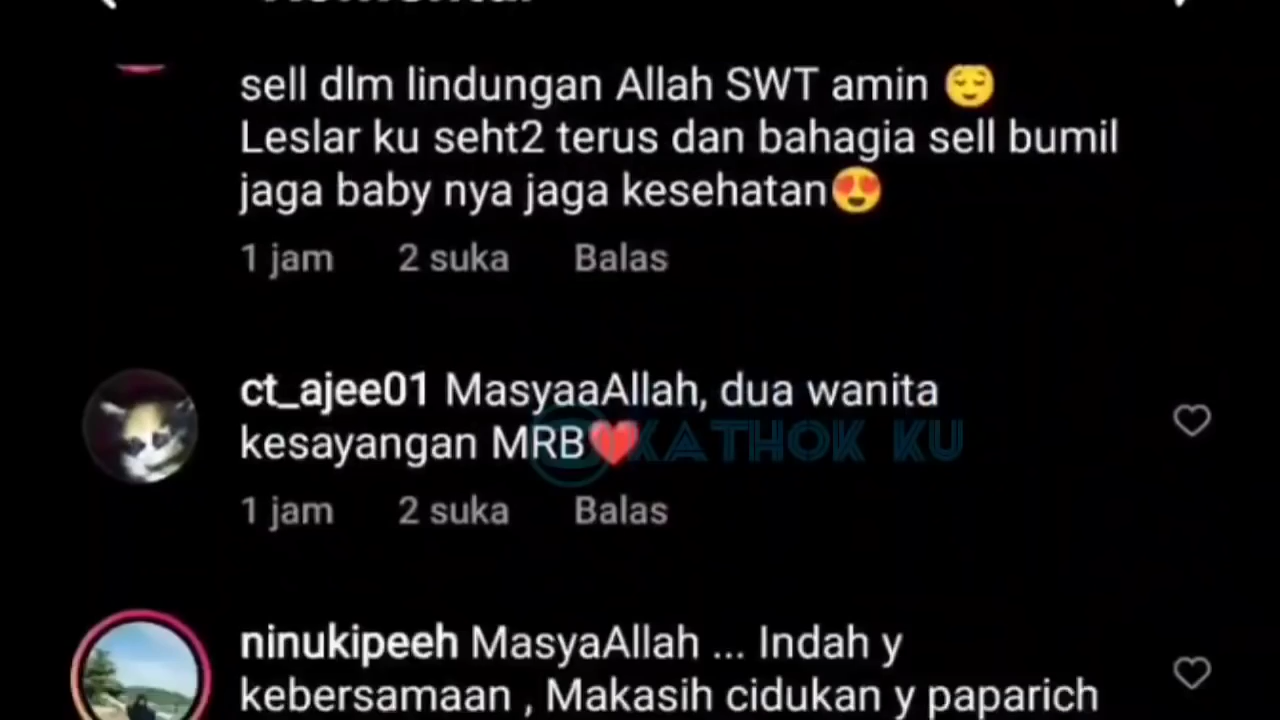 sell dlm lindungan Allah SWT amin 😌
Leslar ku seht2 terus dan bahagia sell bumil
jaga baby nya jaga kesehatan😍
1 jam 2 suka Balas
ct_ajee01 MasyaaAllah, dua wanita
kesayangan MRB❤️
KATHOK KU
1 jam 2 suka Balas
ninukipeeh MasyaAllah ... Indah y
kebersamaan , Makasih cidukan y paparich